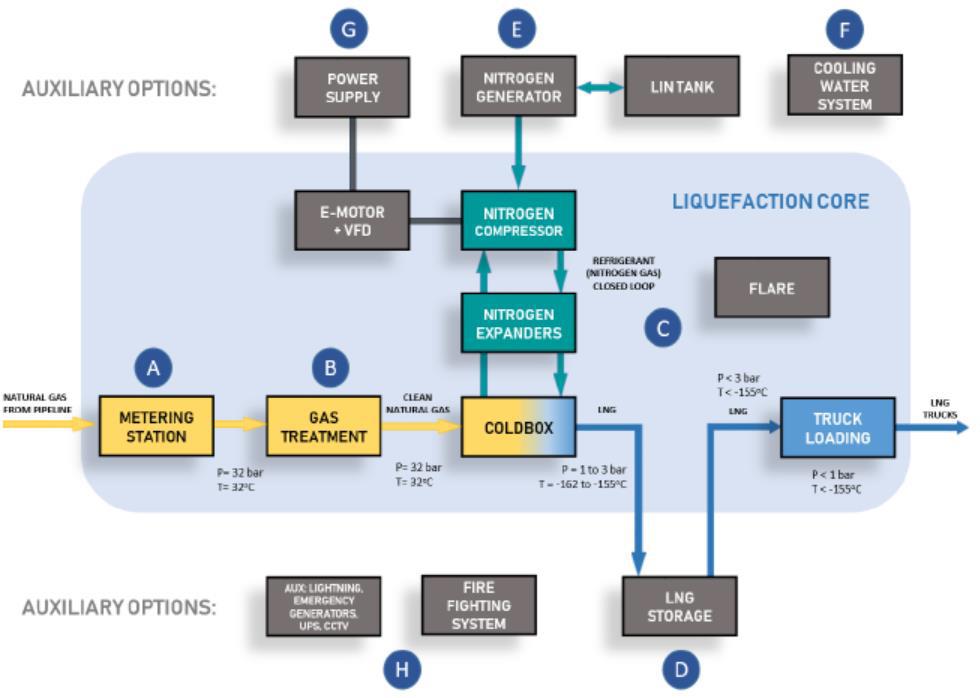 G
E
F
AUXILIARY OPTIONS:
POWER
SUPPLY
NITROGEN
GENERATOR
LIN TANK
COOLING
WATER
SYSTEM
LIQUEFACTION CORE
E-MOTOR
+ VFD
NITROGEN
COMPRESSOR
REFRIGERANT
(NITROGEN GAS)
CLOSED LOOP
FLARE
NITROGEN
EXPANDERS
C
A
B
NATURAL GAS
FROM PIPELINE
METERING
STATION
P= 32 bar
T= 32ºC
GAS
TREATMENT
CLEAN
NATURAL GAS
P= 32 bar
T= 32ºC
COLDBOX
LNG
P = 1 to 3 bar
T = -162 to -155ºC
P < 3 bar
T < -155ºC
LNG
TRUCK
LOADING
P < 1 bar
T < -155ºC
LNG
TRUCKS
AUXILIARY OPTIONS:
AUX: LIGHTNING,
EMERGENCY
GENERATORS,
UPS, CCTV
FIRE
FIGHTING
SYSTEM
LNG
STORAGE
H
D